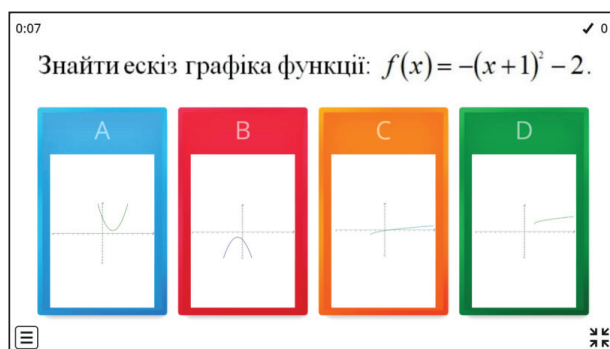 0:07 ✓ 0
Знайти ескіз графіка функції: f(x) = −(x+1)² − 2.
A B C D